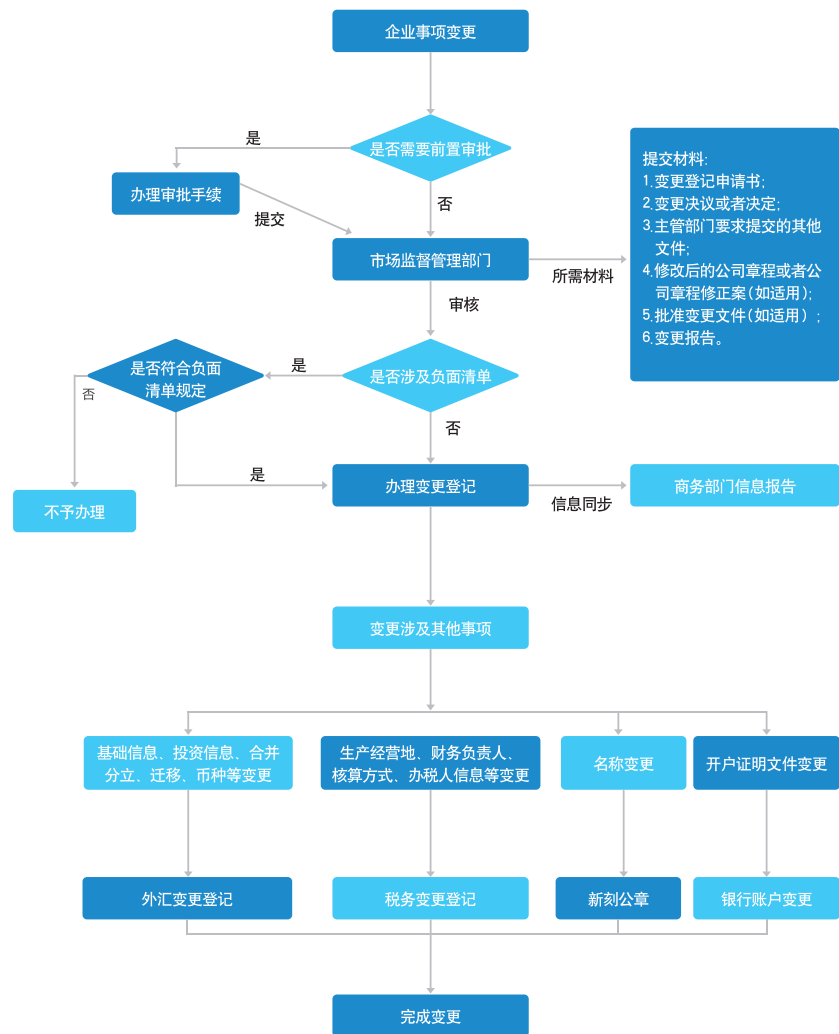 企业事项变更
是
是否需要前置审批
办理审批手续
提交
否
市场监督管理部门
所需材料
提交材料:
1.变更登记申请书;
2.变更决议或者决定;
3.主管部门要求提交的其他
文件;
4.修改后的公司章程或者公
司章程修正案(如适用);
5.批准变更文件(如适用) ;
6.变更报告。
审核
是否符合负面
清单规定
是
是否涉及负面清单
否
否
是
办理变更登记
信息同步
商务部门信息报告
不予办理
变更涉及其他事项
基础信息、投资信息、合并
分立、迁移、币种等变更
生产经营地、财务负责人、
核算方式、办税人信息等变更
名称变更
开户证明文件变更
外汇变更登记
税务变更登记
新刻公章
银行账户变更
完成变更